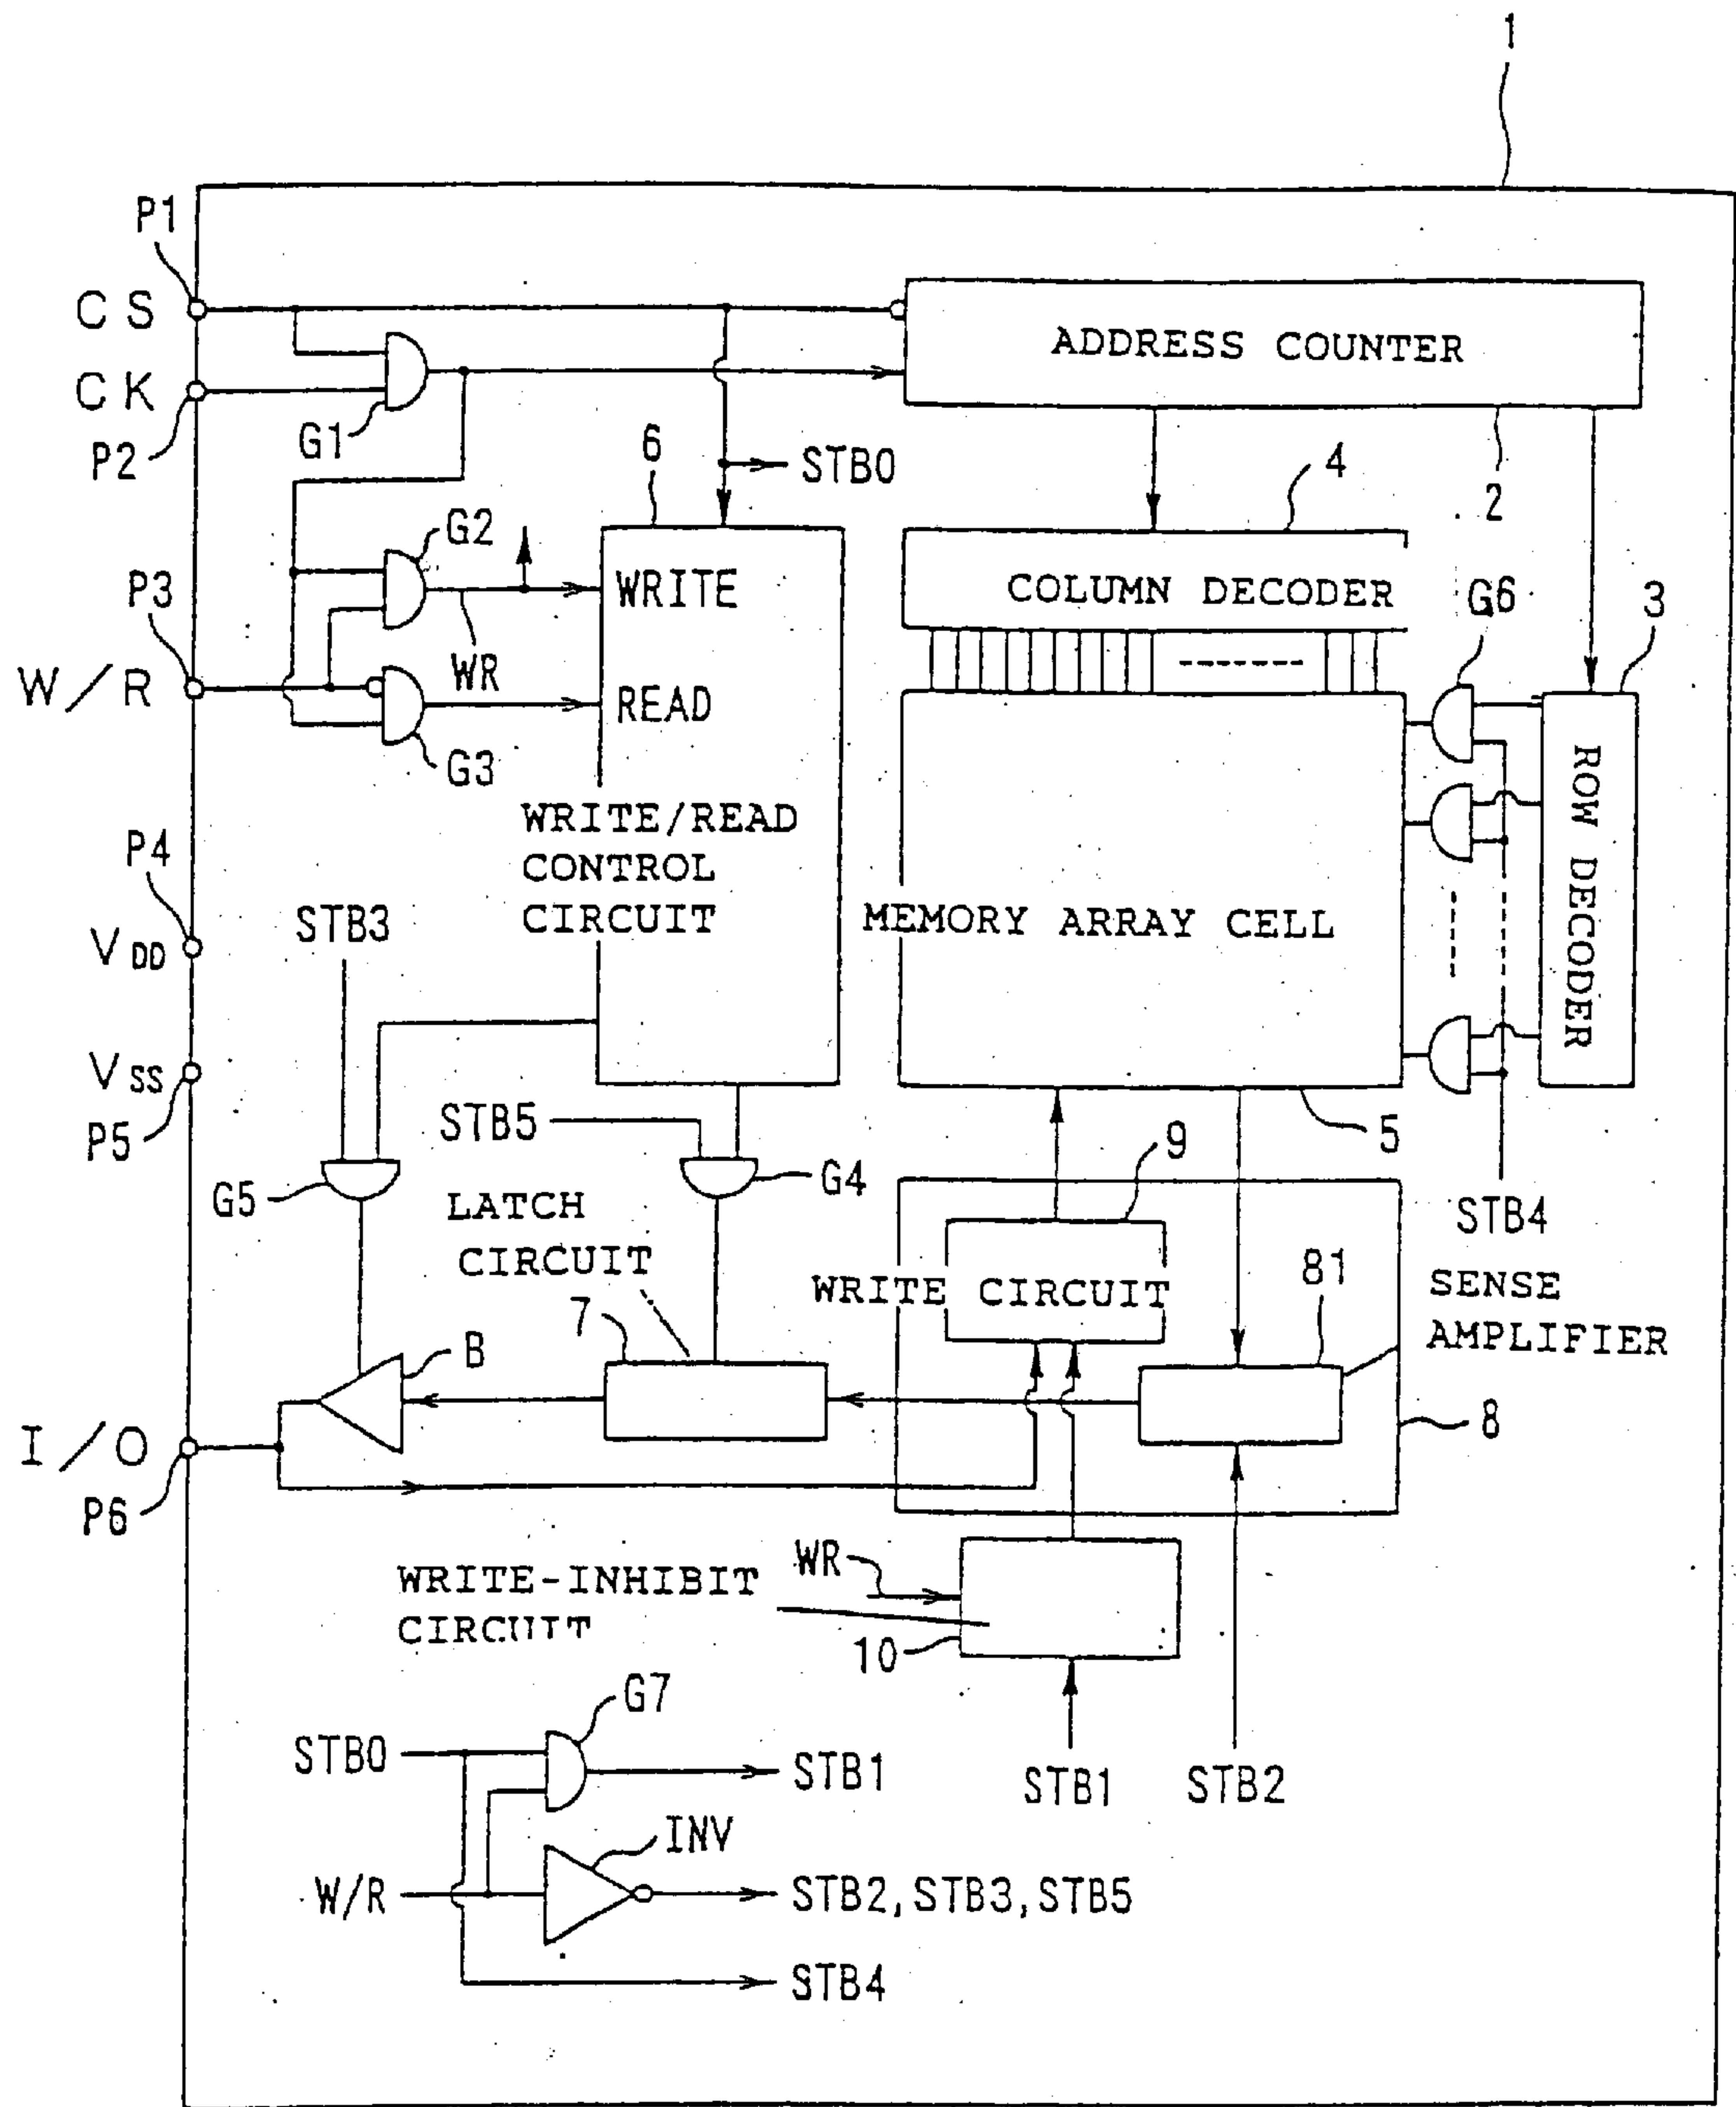 1
P1
CS
ADDRESS COUNTER
CK
G1
P2
6
STB0
4
2
G2
P3
WRITE
COLUMN DECODER
G6
3
W/R
WR
READ
G3
ROW DECODER
WRITE/READ
CONTROL
CIRCUIT
P4
STB3
VDD
MEMORY ARRAY CELL
VSS
P5
STB5
5
9
G5
G4
LATCH
CIRCUIT
STB4
WRITE CIRCUIT
81
SENSE
AMPLIFIER
7
B
I/O
8
P6
WR
WRITE-INHIBIT
CIRCUIT
10
G7
STB0
STB1
STB1
STB2
INV
W/R
STB2, STB3, STB5
STB4